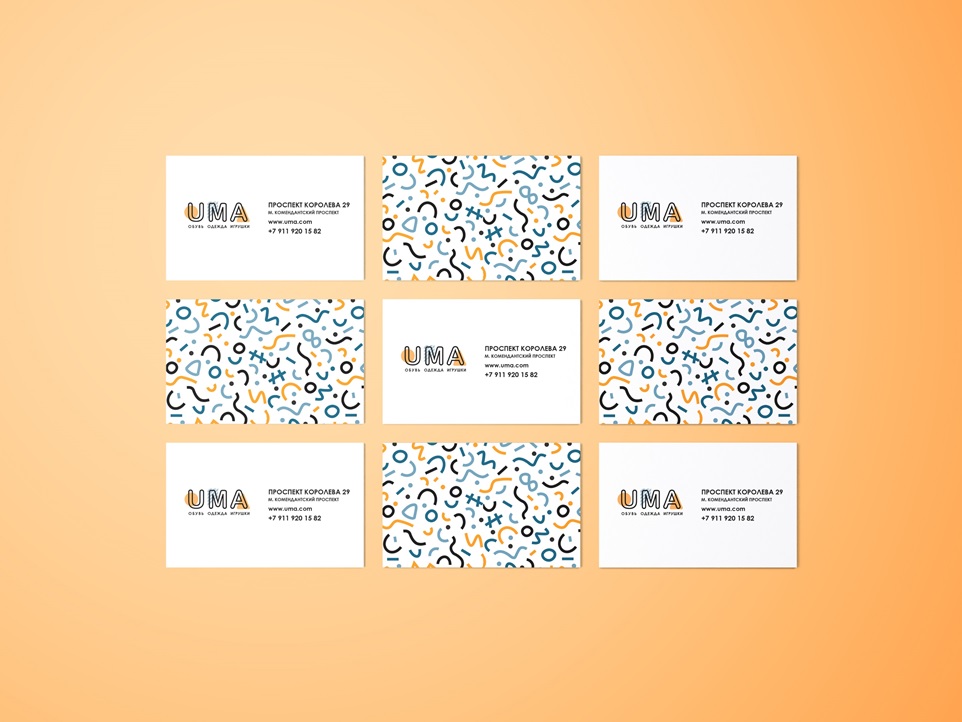 UMA
ОБУВЬ ОДЕЖДА ИГРУШКИ
ПРОСПЕКТ КОРОЛЕВА 29
М. КОМЕНДАНТСКИЙ ПРОСПЕКТ
www.uma.com
+7 911 920 15 82
UMA
ОБУВЬ ОДЕЖДА ИГРУШКИ
ПРОСПЕКТ КОРОЛЕВА 29
М. КОМЕНДАНТСКИЙ ПРОСПЕКТ
www.uma.com
+7 911 920 15 82
UMA
ОБУВЬ ОДЕЖДА ИГРУШКИ
ПРОСПЕКТ КОРОЛЕВА 29
М. КОМЕНДАНТСКИЙ ПРОСПЕКТ
www.uma.com
+7 911 920 15 82
UMA
ОБУВЬ ОДЕЖДА ИГРУШКИ
ПРОСПЕКТ КОРОЛЕВА 29
М. КОМЕНДАНТСКИЙ ПРОСПЕКТ
www.uma.com
+7 911 920 15 82
UMA
ОБУВЬ ОДЕЖДА ИГРУШКИ
ПРОСПЕКТ КОРОЛЕВА 29
М. КОМЕНДАНТСКИЙ ПРОСПЕКТ
www.uma.com
+7 911 920 15 82